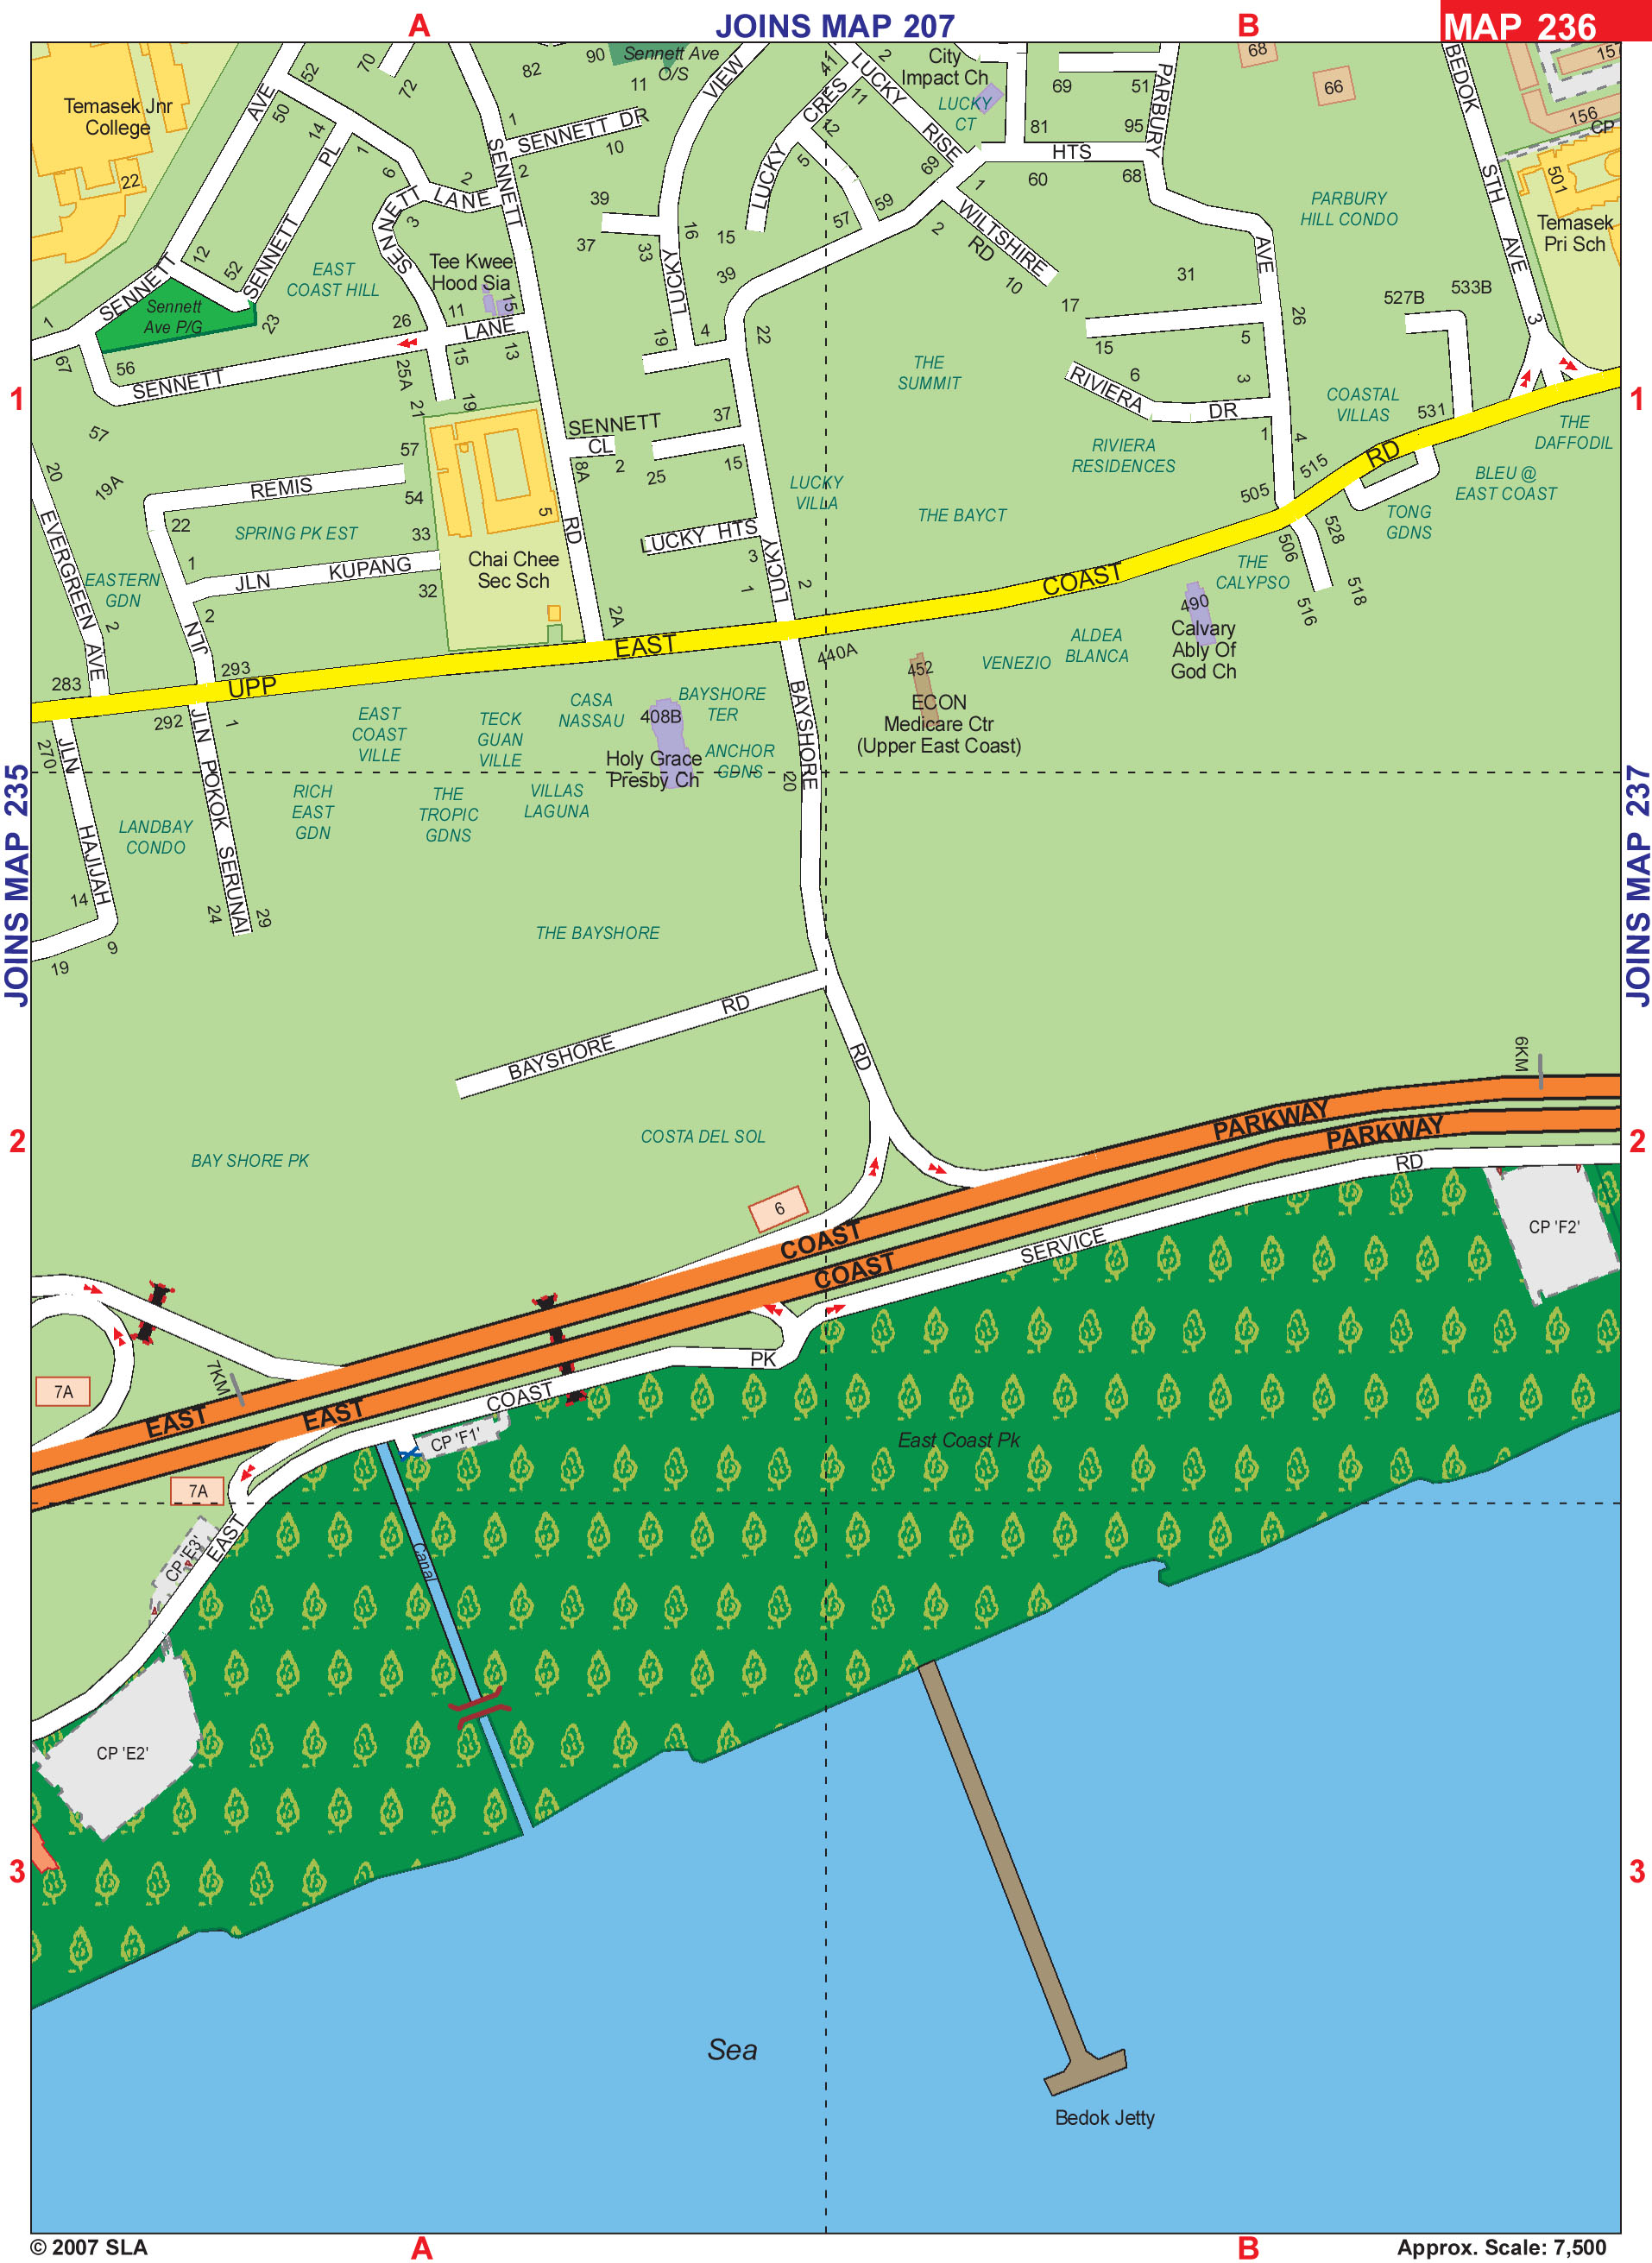 A
JOINS MAP 207
B
MAP 236
Temasek Jnr
College
22
AVE
52
50
70
72
14
SENNETT PL
1
6
82
90
Sennett Ave
O/S
11
1
SENNETT DR
10
2
SENNETT
SENNETT LANE
2
3
VIEW
41
2
LUCKY CRES
11
12
5
LUCKY RISE
69
City
Impact Ch
LUCKY
CT
69
51
81
95
PARBURY
HTS
60
68
68
66
BEDOK STH AVE
157
156
CP
501
Temasek
Pri Sch
3
PARBURY
HILL CONDO
39
37
33
16
15
57
59
39
LUCKY
19
4
22
1
2
WILTSHIRE
RD
10
31
17
15
AVE
26
5
3
527B
533B
12
52
SENNETT
Sennett
Ave P/G
23
EAST
COAST HILL
Tee Kwee
Hood Sia
11
15
LANE
13
15
26
25A
21
19
1
67
56
SENNETT
1
1
THE
SUMMIT
RIVIERA DR
6
1
4
COASTAL
VILLAS
531
THE
DAFFODIL
57
20
19A
57
REMIS
54
22
SPRING PK EST
33
1
JLN KUPANG
32
EASTERN
GDN
2
2
JLN
EVERGREEN AVE
SENNETT
CL
8A
2
25
37
15
5
RD
Chai Chee
Sec Sch
2A
LUCKY HTS
3
1
LUCKY
2
LUCKY
VILLA
THE BAYCT
RIVIERA
RESIDENCES
505
515
RD
BLEU @
EAST COAST
TONG
GDNS
528
506
518
516
THE
CALYPSO
COAST
EAST
UPP
283
293
292
1
270
440A
452
ECON
Medicare Ctr
(Upper East Coast)
VENEZIO
ALDEA
BLANCA
490
Calvary
Ably Of
God Ch
EAST
COAST
VILLE
TECK
GUAN
VILLE
CASA
NASSAU
BAYSHORE
TER
408B
Holy Grace
Presby Ch
ANCHOR
GDNS
BAYSHORE
20
JLN HAJIJAH
JLN POKOK SERUNAI
RICH
EAST
GDN
THE
TROPIC
GDNS
VILLAS
LAGUNA
LANDBAY
CONDO
14
9
19
24
29
JOINS MAP 235
JOINS MAP 237
THE BAYSHORE
BAYSHORE RD
RD
COSTA DEL SOL
BAY SHORE PK
2
2
6KM
PARKWAY
PARKWAY
RD
CP 'F2'
6
COAST
COAST
SERVICE
7A
7KM
EAST
EAST
PK
COAST
CP 'F1'
7A
East Coast Pk
EAST
CP 'E3'
Canal
CP 'E2'
3
3
Sea
Bedok Jetty
© 2007 SLA
A
B
Approx. Scale: 7,500